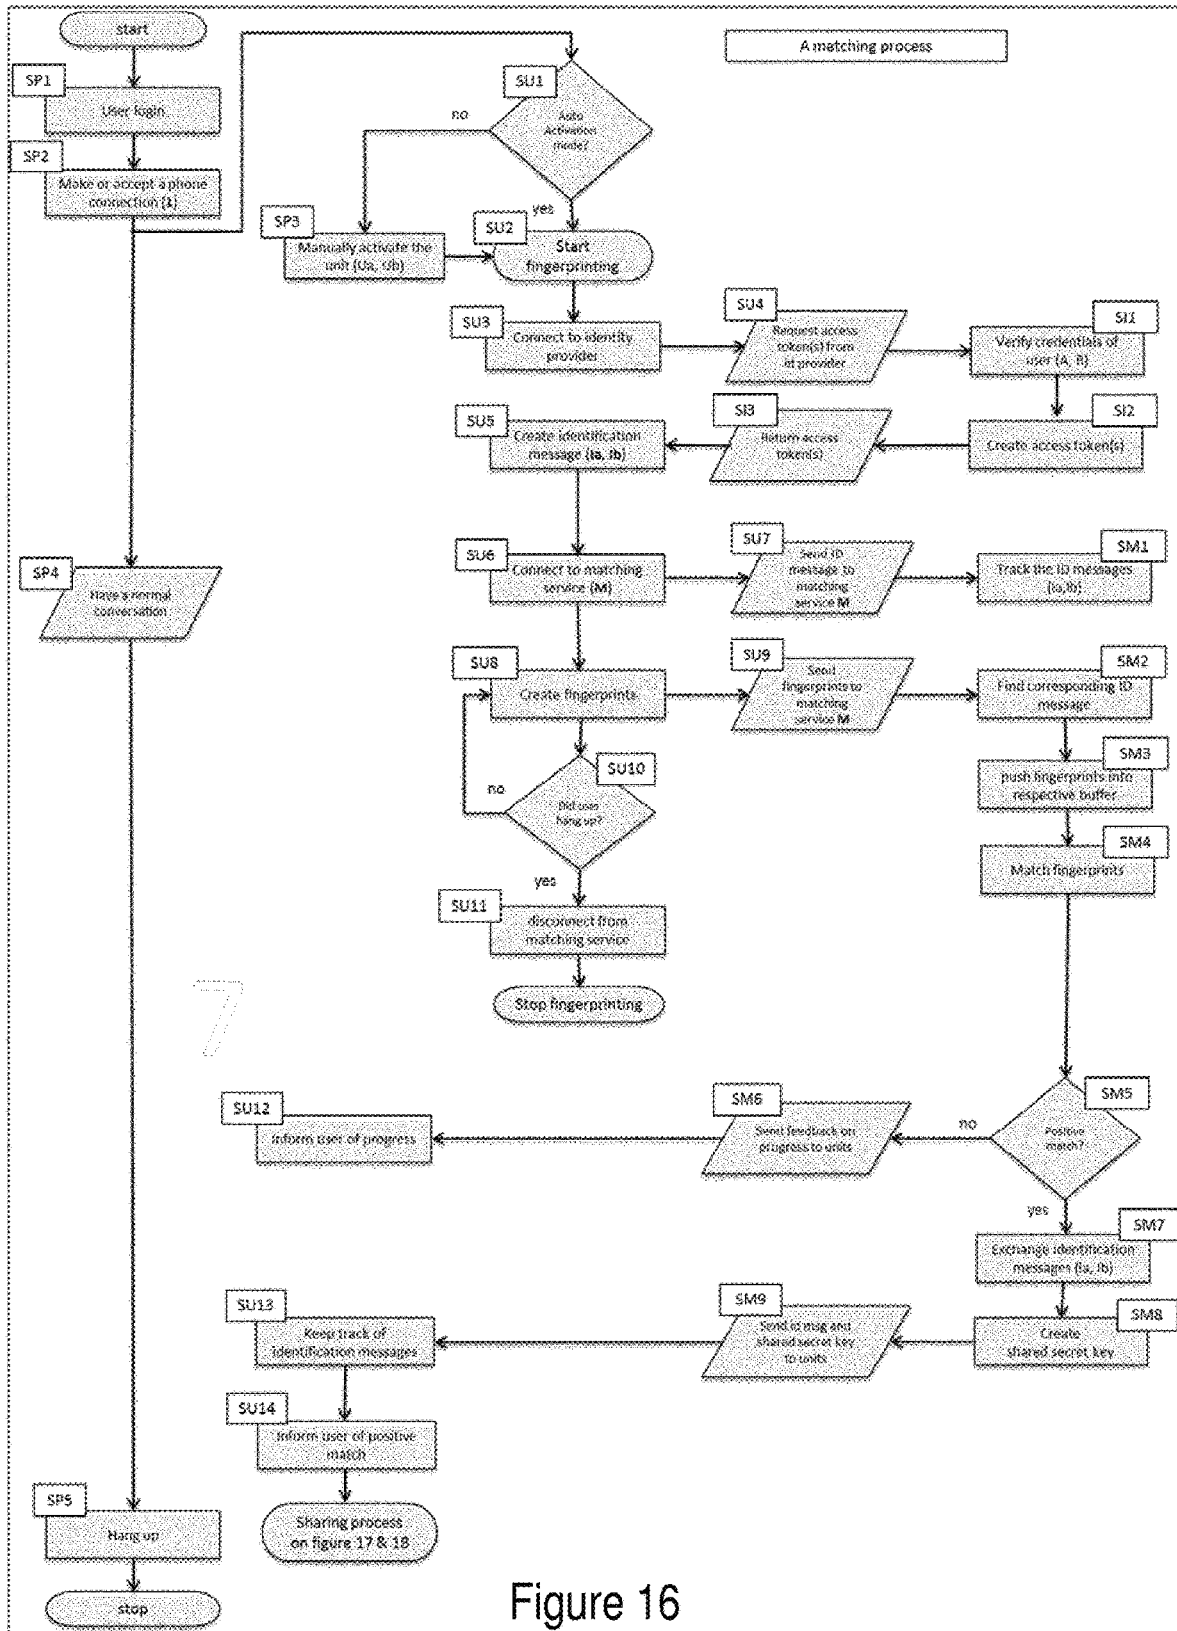 start
A matching process
SP1
User login
SP2
Make or accept a phone
connection (1)
SU1
Auto
Activation
mode?
no
yes
SP3
Manually activate the
unit (Ua, Ub)
SU2
Start
fingerprinting
SU3
Connect to identity
provider
SU4
Request access
token(s) from
id provider
SI1
Verify credentials of
user (A, B)
SU5
Create identification
message (Ia, Ib)
SI3
Return access
token(s)
SI2
Create access token(s)
SP4
Have a normal
conversation
SU6
Connect to matching
service (M)
SU7
Send ID
message to
matching
service M
SM1
Track the ID messages
(Ia,Ib)
SU8
Create fingerprints
SU9
Send
fingerprints to
matching
service M
SM2
Find corresponding ID
message
SM3
push fingerprints into
respective buffer
SU10
no
Did user
hang up?
yes
SM4
Match fingerprints
SU11
disconnect from
matching service
Stop fingerprinting
7
SU12
Inform user of progress
SM6
Send feedback on
progress to units
no
SM5
Positive
match?
yes
SM7
Exchange identification
messages (Ia, Ib)
SU13
Keep track of
identification messages
SM9
Send id msg and
shared secret key
to units
SM8
Create
shared secret key
SU14
Inform user of positive
match
SP5
Hang up
Sharing process
on figure 17 & 18
stop
Figure 16